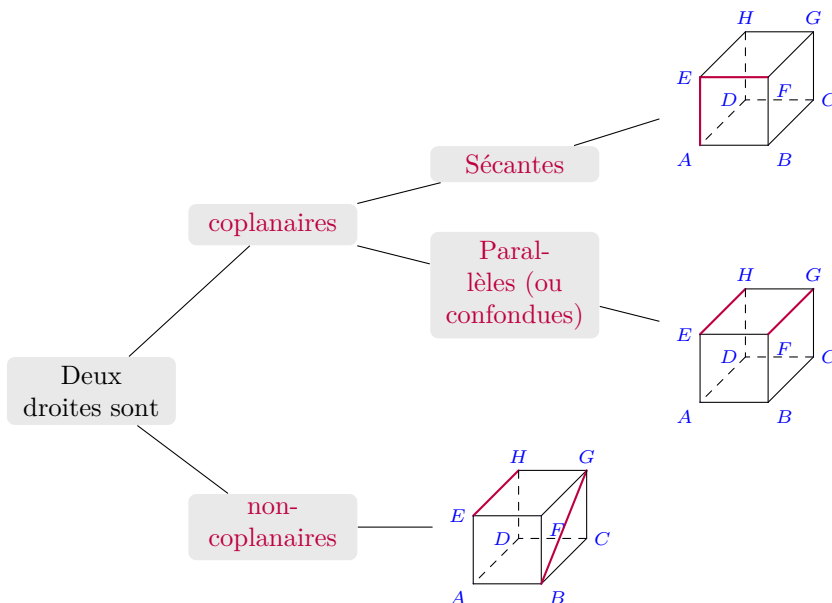 H
G
E
D
F
C
A
B
Sécantes
coplanaires
Paral-
lèles (ou
confondues)
H
G
E
D
F
C
A
B
Deux
droites sont
non-
coplanaires
H
G
E
D
F
C
A
B